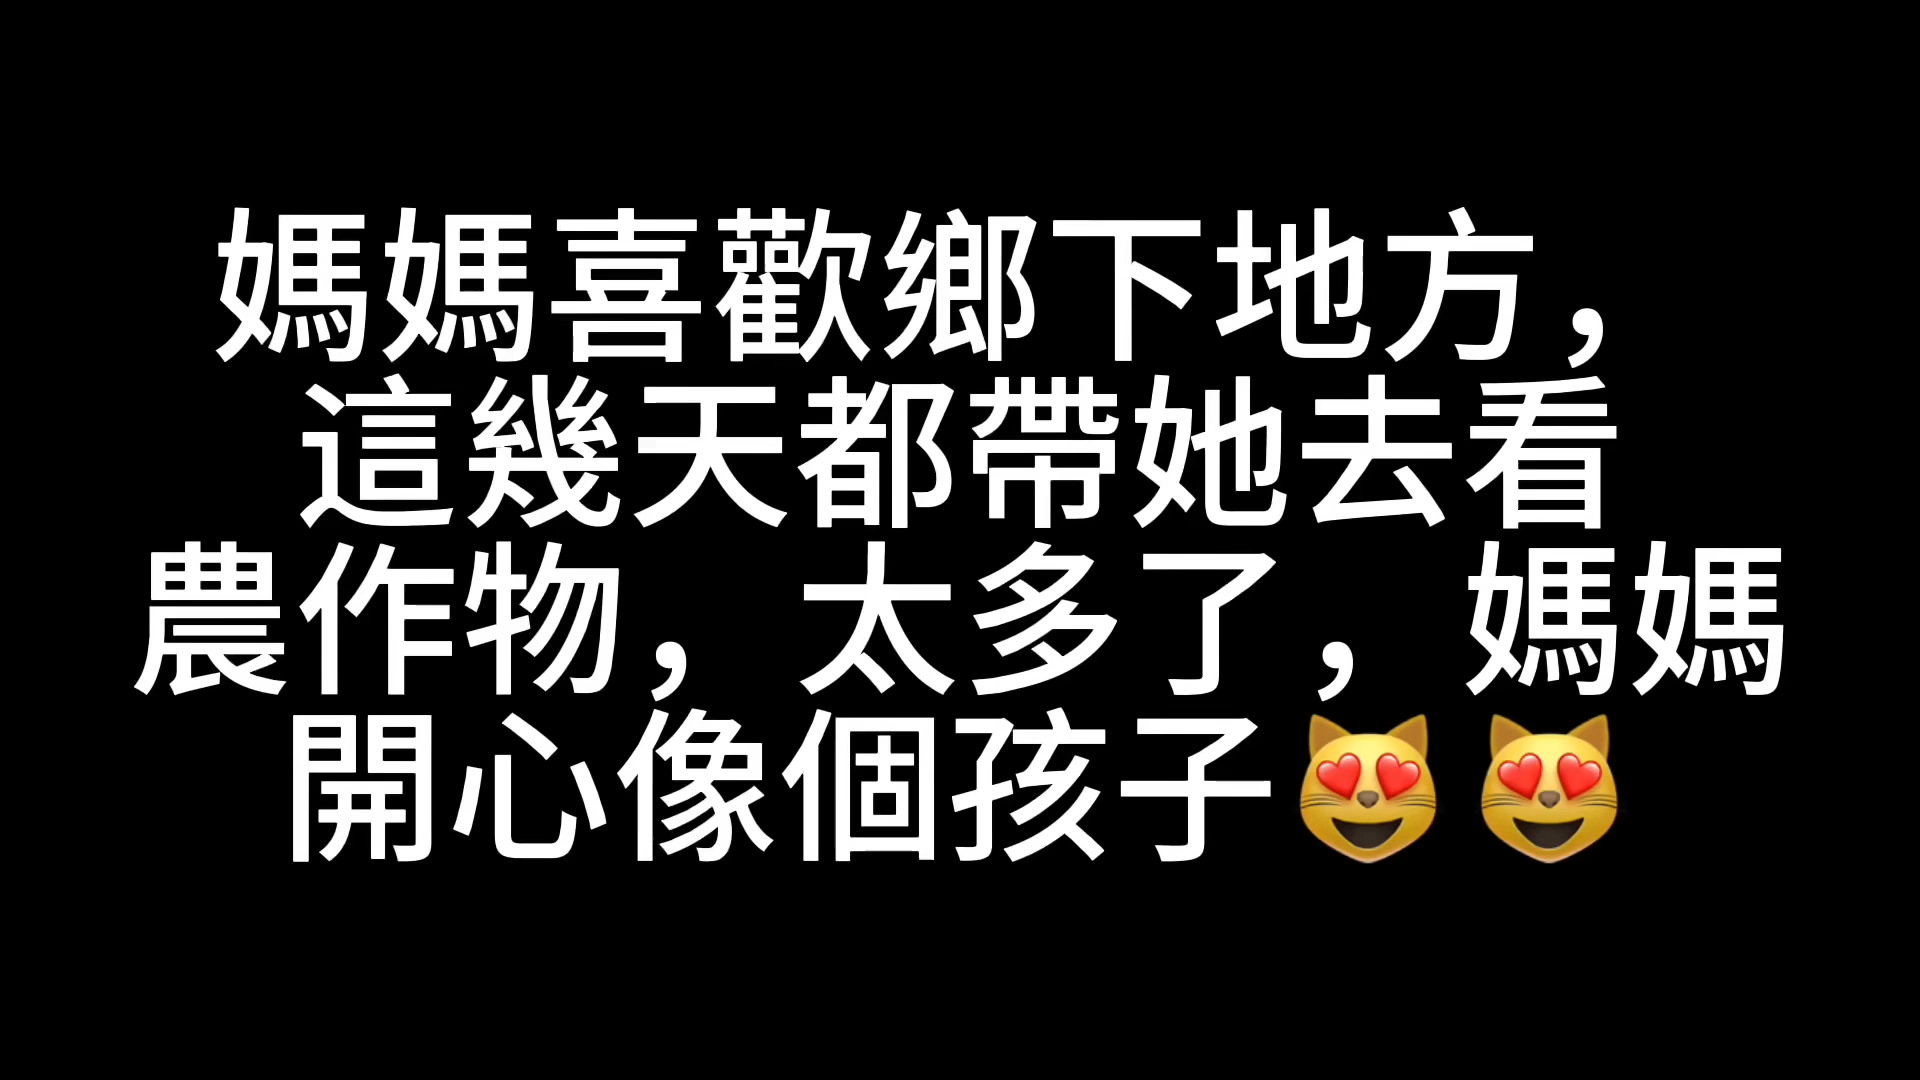 媽媽喜歡鄉下地方，
這幾天都帶她去看
農作物，太多了，媽媽
開心像個孩子😻😻